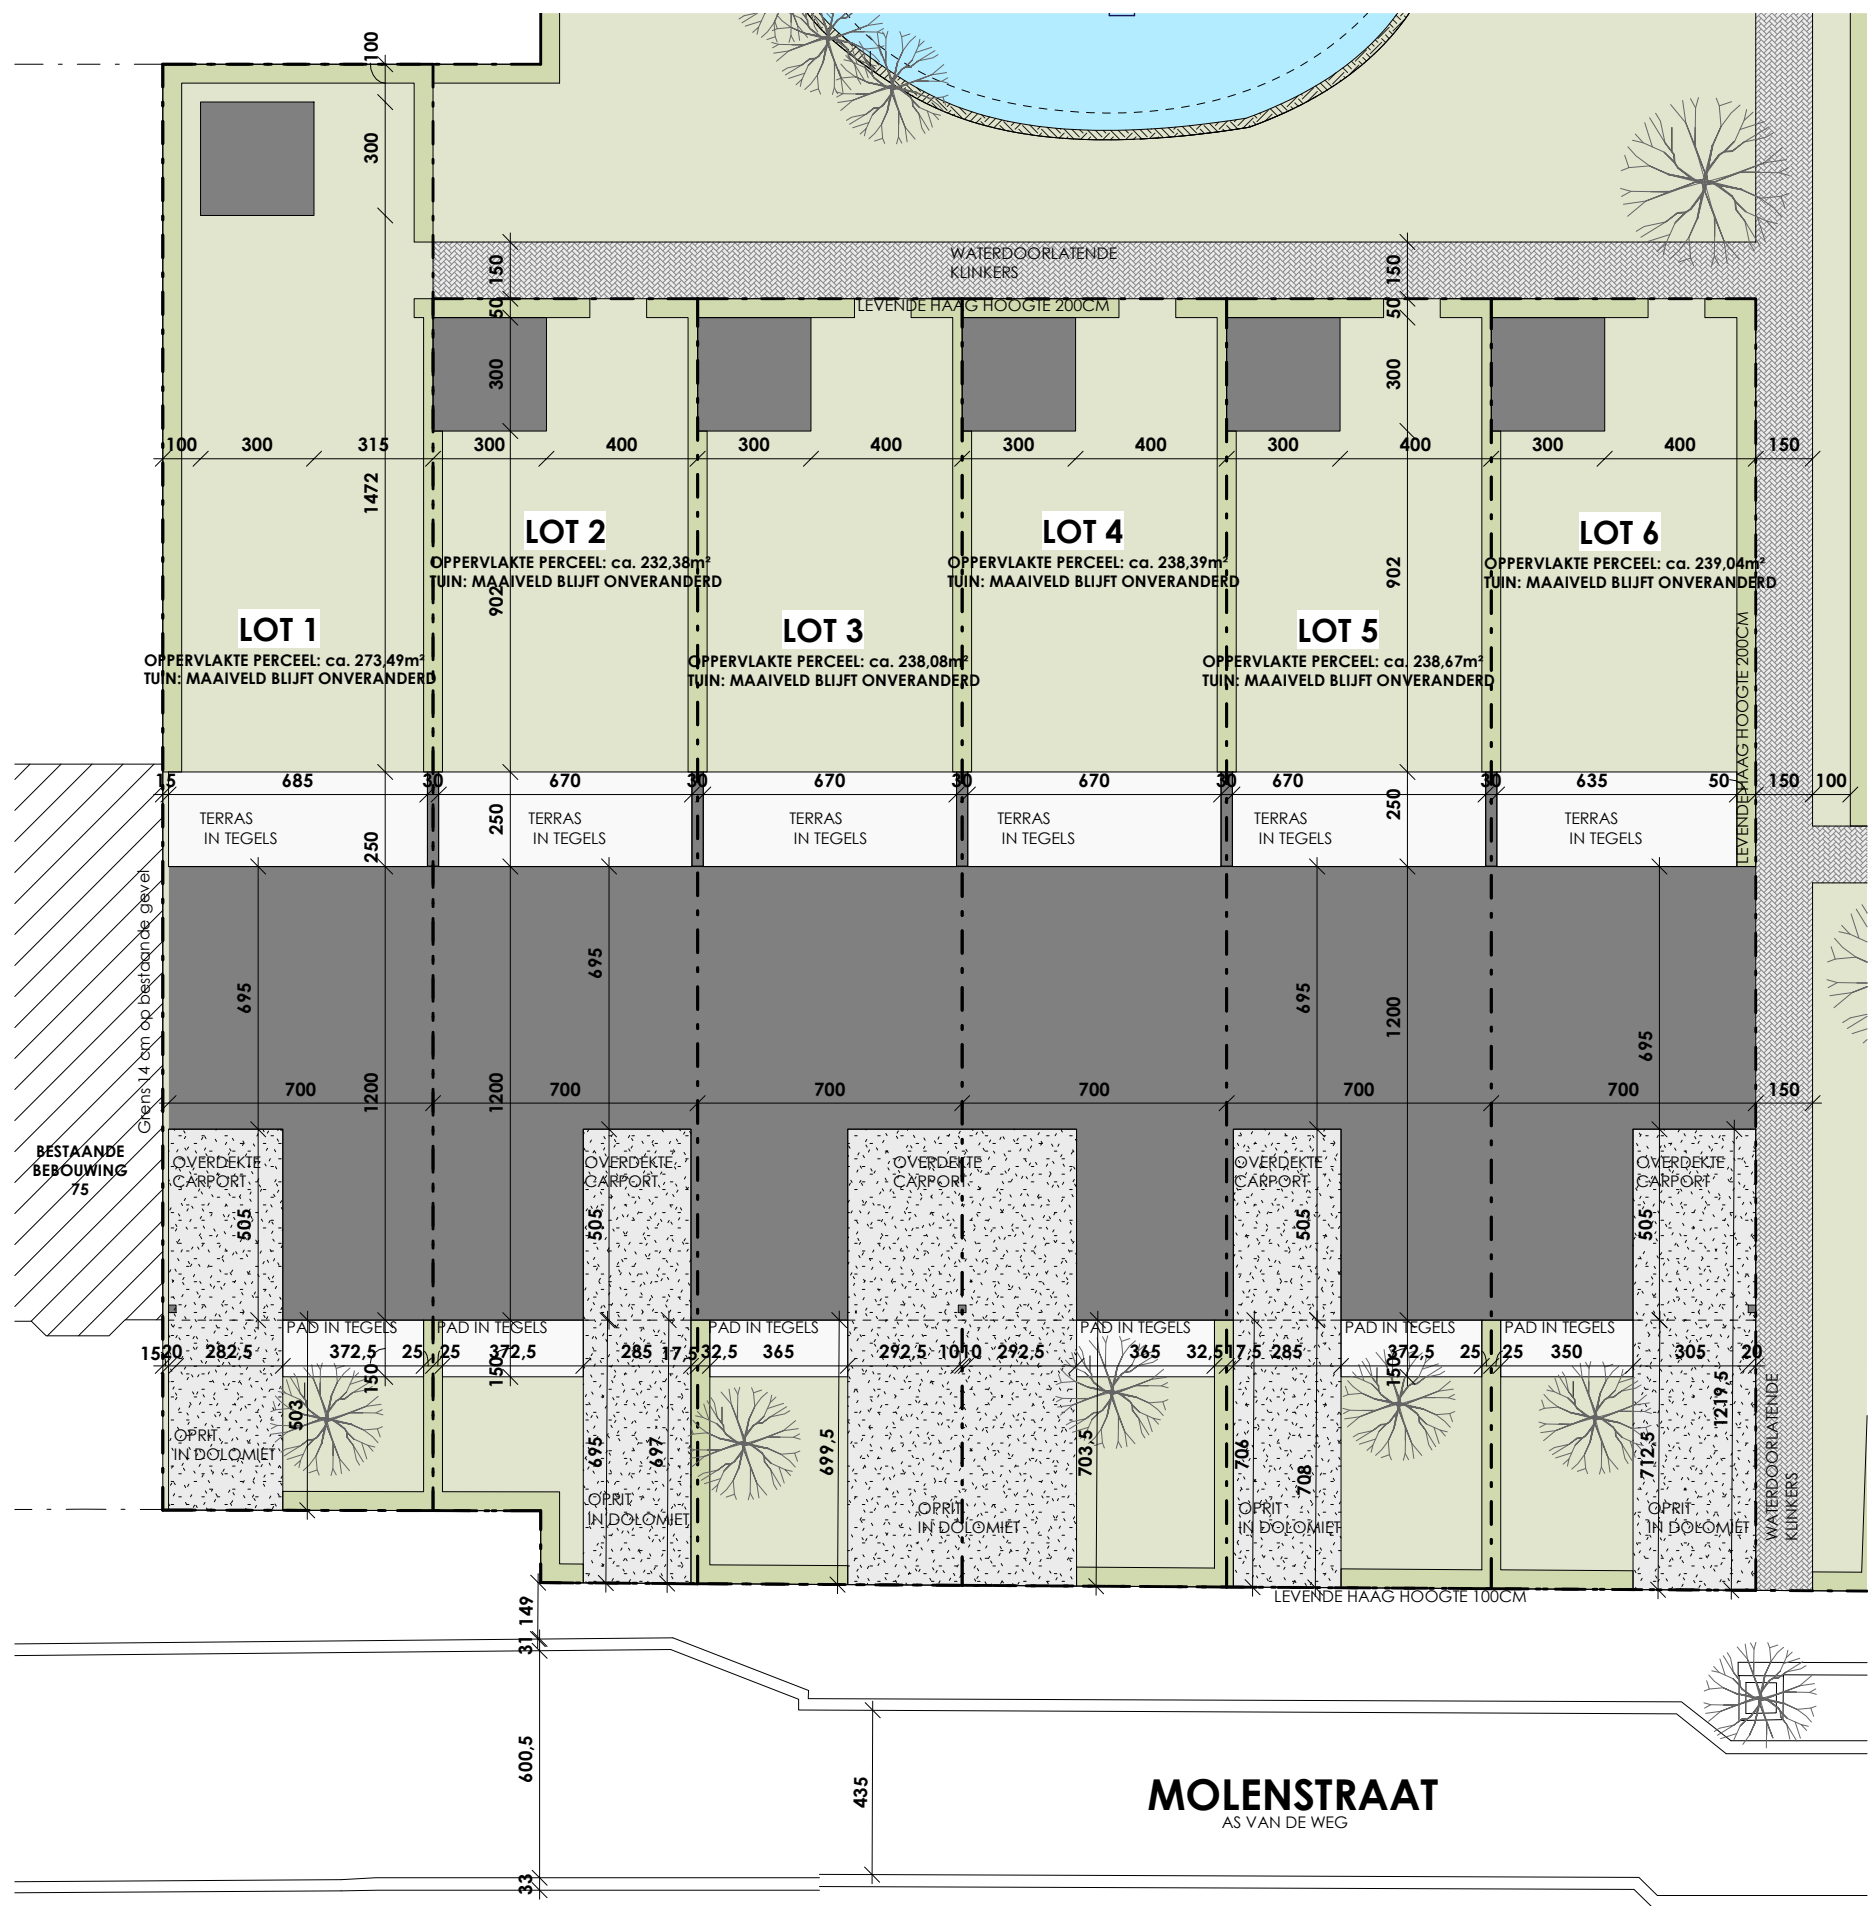 100
300
1472
150
WATERDOORLATENDE
KLINKERS
150
50
LEVENDE HAAG HOOGTE 200CM
50
300
300
100 300 315 300 400 300 400 300 400 300 400 300 400 150
LOT 2
OPPERVLAKTE PERCEEL: ca. 232,38m²
TUIN: MAAIVELD BLIJFT ONVERANDERD
LOT 4
OPPERVLAKTE PERCEEL: ca. 238,39m²
TUIN: MAAIVELD BLIJFT ONVERANDERD
LOT 6
OPPERVLAKTE PERCEEL: ca. 239,04m²
TUIN: MAAIVELD BLIJFT ONVERANDERD
902
902
LOT 1
OPPERVLAKTE PERCEEL: ca. 273,49m²
TUIN: MAAIVELD BLIJFT ONVERANDERD
LOT 3
OPPERVLAKTE PERCEEL: ca. 238,08m²
TUIN: MAAIVELD BLIJFT ONVERANDERD
LOT 5
OPPERVLAKTE PERCEEL: ca. 238,67m²
TUIN: MAAIVELD BLIJFT ONVERANDERD
LEVENDE HAAG HOOGTE 200CM
15 685 30 670 30 670 30 670 30 670 30 635 50 150 100
TERRAS
IN TEGELS
TERRAS
IN TEGELS
TERRAS
IN TEGELS
TERRAS
IN TEGELS
TERRAS
IN TEGELS
TERRAS
IN TEGELS
250
250
250
Grens 14 cm op bestaande gevel
695
695
695
695
1200
1200
1200
700 700 700 700 700 700 150
BESTAANDE
BEBOUWING
75
OVERDEKTE
CARPORT
OVERDEKTE
CARPORT
OVERDEKTE
CARPORT
OVERDEKTE
CARPORT
OVERDEKTE
CARPORT
505
505
505
505
PAD IN TEGELS
PAD IN TEGELS
PAD IN TEGELS
PAD IN TEGELS
PAD IN TEGELS
PAD IN TEGELS
15 20 282,5 372,5 25 25 372,5 285 17,5 32,5 365 292,5 10 10 292,5 365 32,5 17,5 285 372,5 25 25 350 305 20
150
150
150
503
695
697
699,5
703,5
706
708
712,5
1219,5
OPRIT
IN DOLOMIET
OPRIT
IN DOLOMIET
OPRIT
IN DOLOMIET
OPRIT
IN DOLOMIET
OPRIT
IN DOLOMIET
WATERDOORLATENDE
KLINKERS
LEVENDE HAAG HOOGTE 100CM
149
31
600,5
435
33
MOLENSTRAAT
AS VAN DE WEG